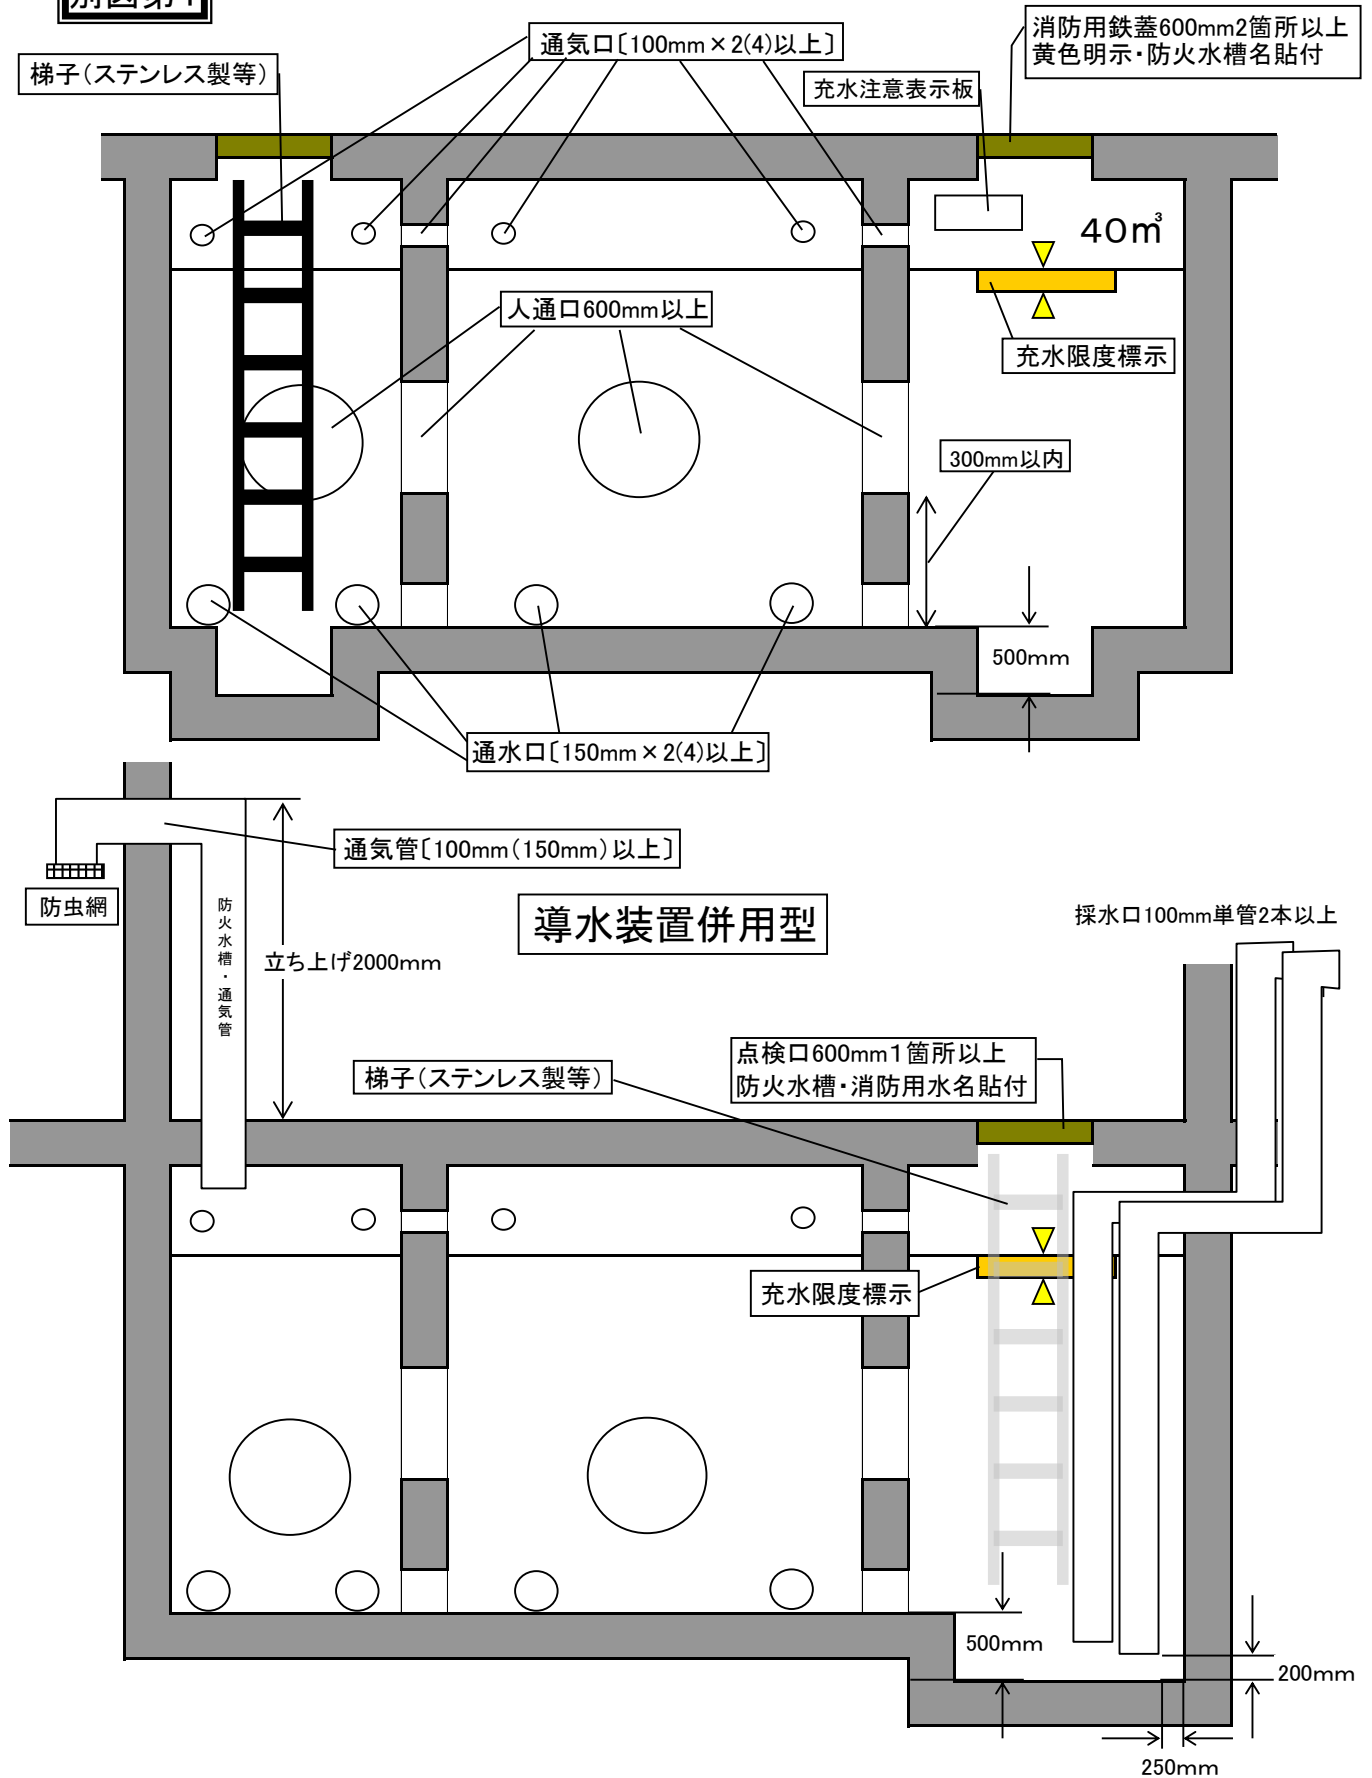 通気口〔100mm×2(4)以上〕
消防用鉄蓋600mm2箇所以上
黄色明示・防火水槽名貼付
梯子(ステンレス製等)
充水注意表示板
40㎥
人通口600mm以上
充水限度標示
300mm以内
500mm
通水口〔150mm×2(4)以上〕
通気管〔100mm(150mm)以上〕
防虫網
防火水槽・通気管
立ち上げ2000mm
導水装置併用型
採水口100mm単管2本以上
点検口600mm1箇所以上
防火水槽・消防用水名貼付
梯子(ステンレス製等)
充水限度標示
500mm
200mm
250mm